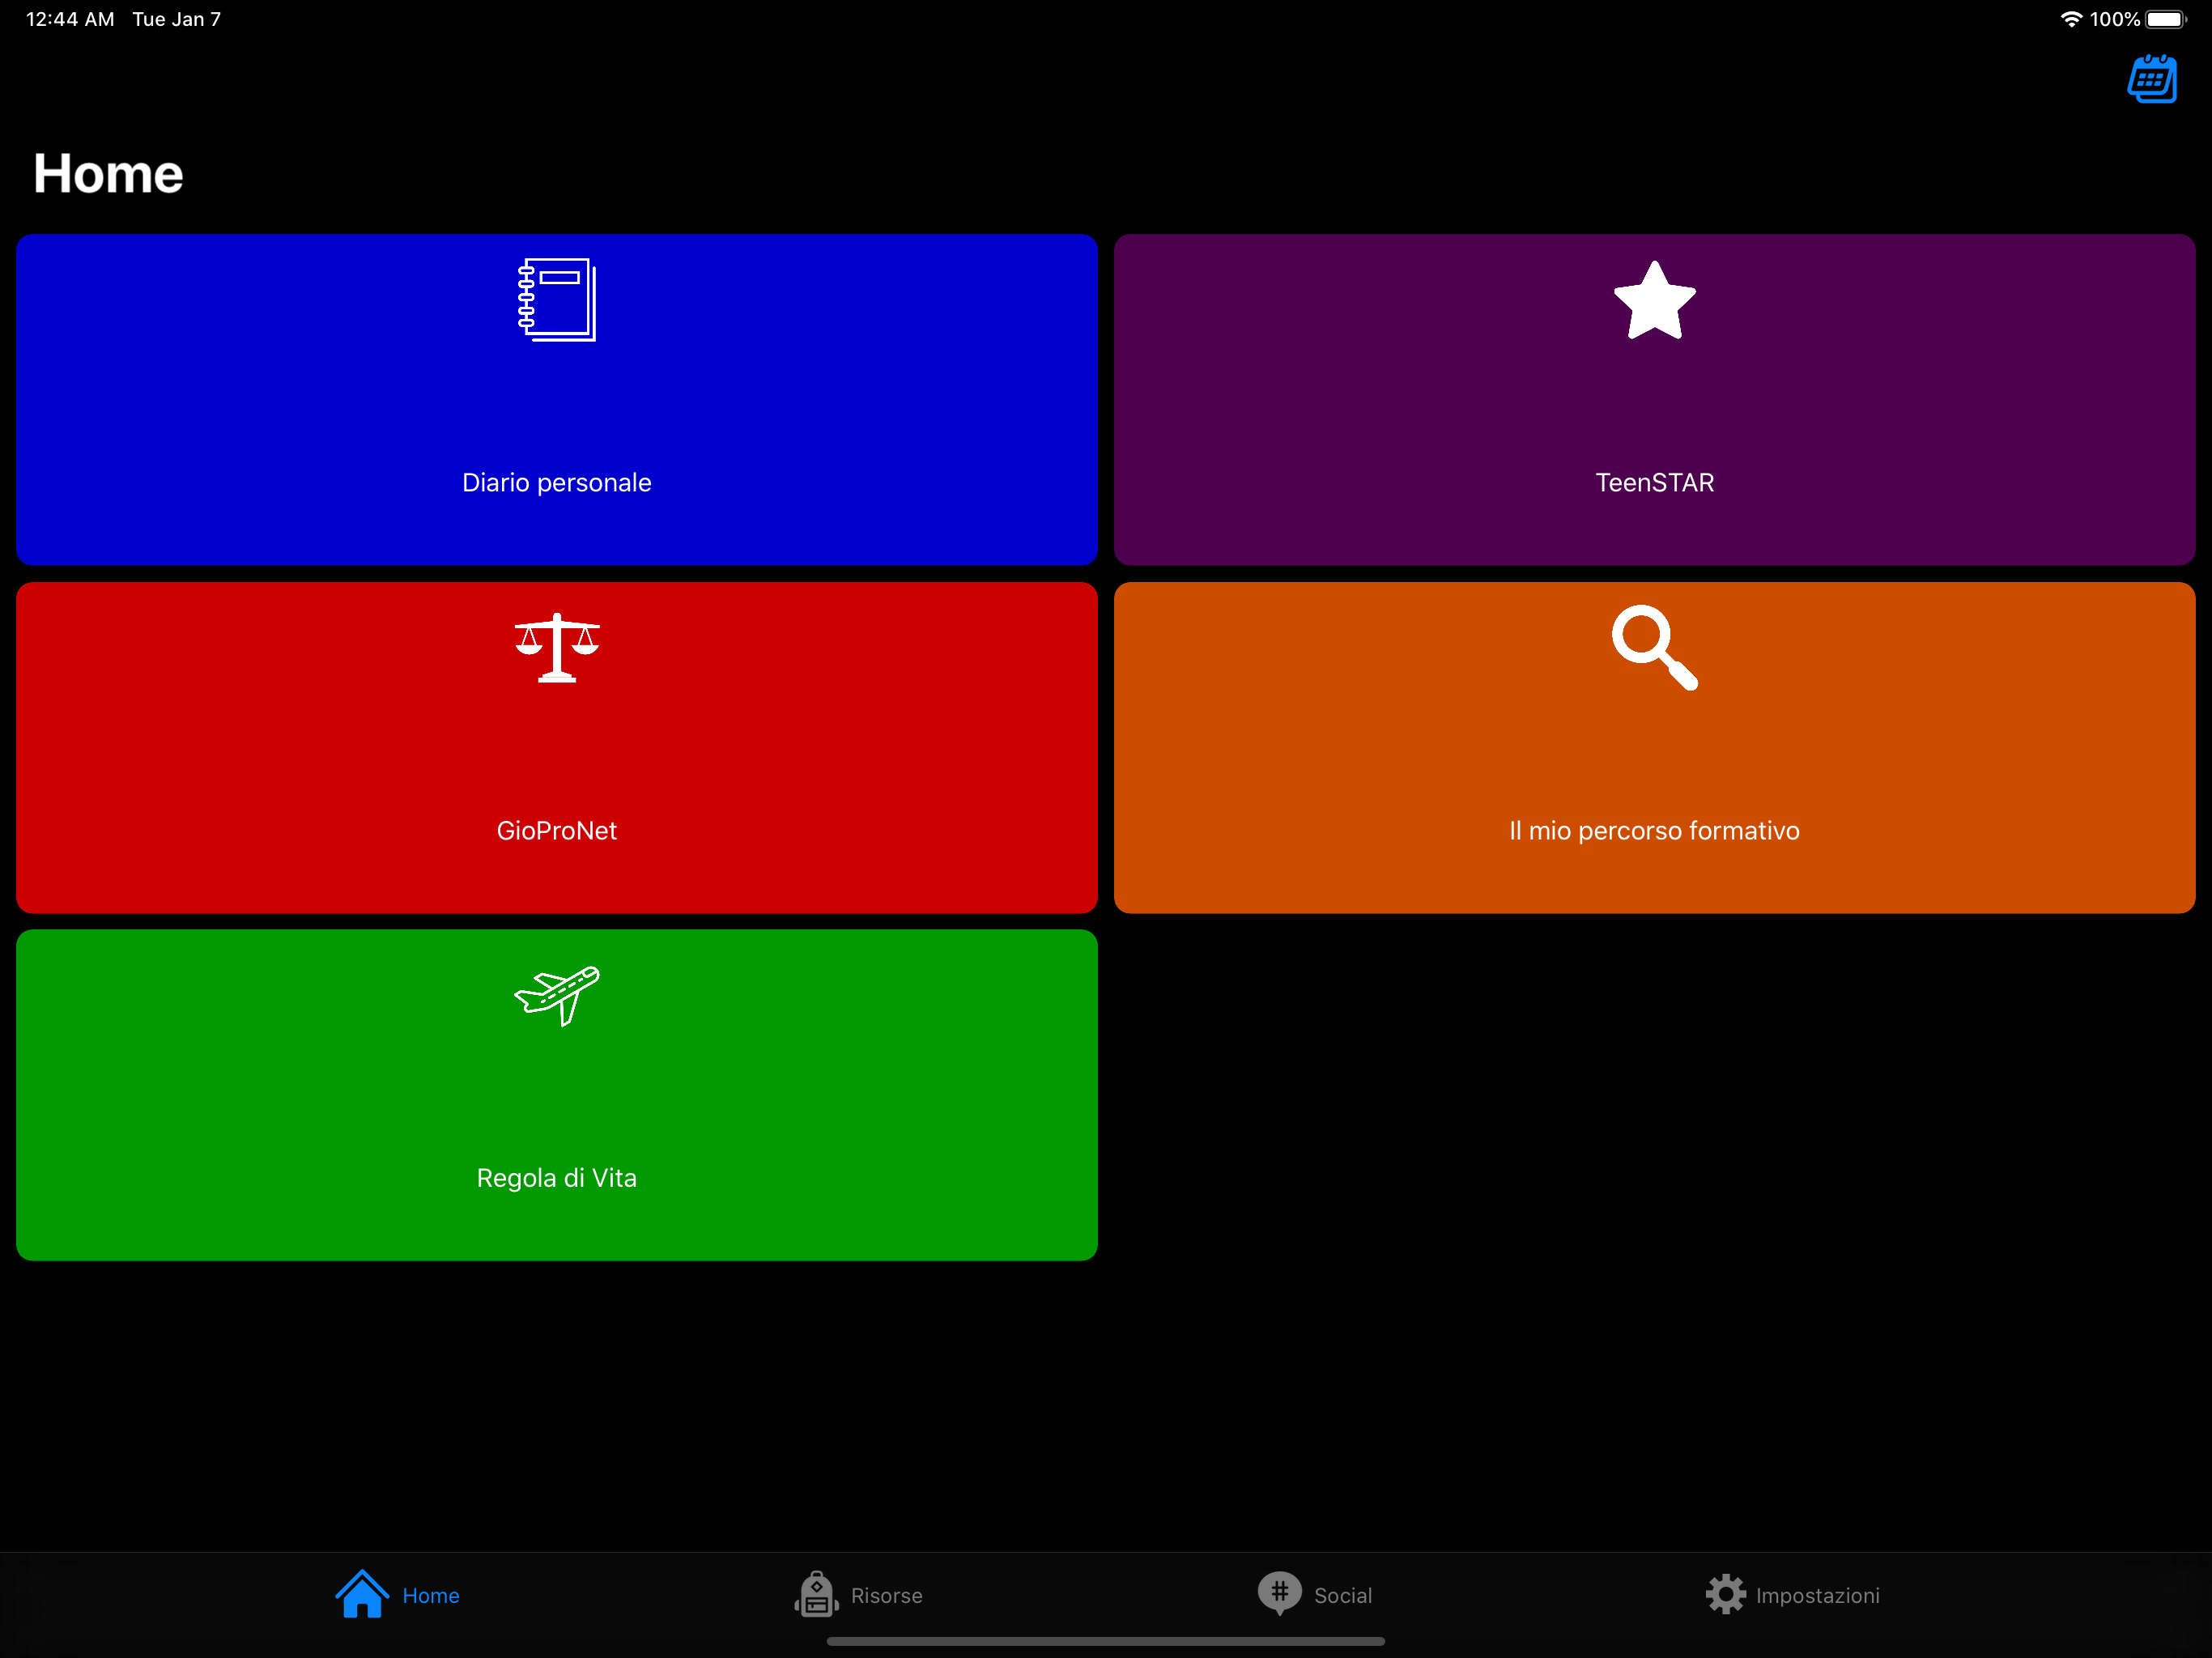 12:44 AM Tue Jan 7 100%
Home
Diario personale
TeenSTAR
GioProNet
Il mio percorso formativo
Regola di Vita
Home
Risorse
Social
Impostazioni